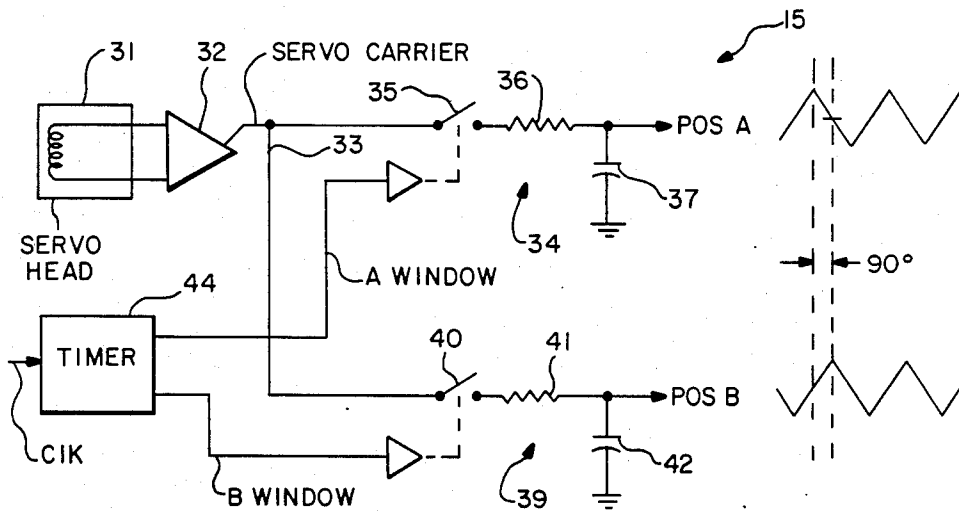 15
31
32
SERVO CARRIER
35
36
POS A
33
37
SERVO
HEAD
34
A WINDOW
90°
44
TIMER
40
41
POS B
ClK
42
B WINDOW
39